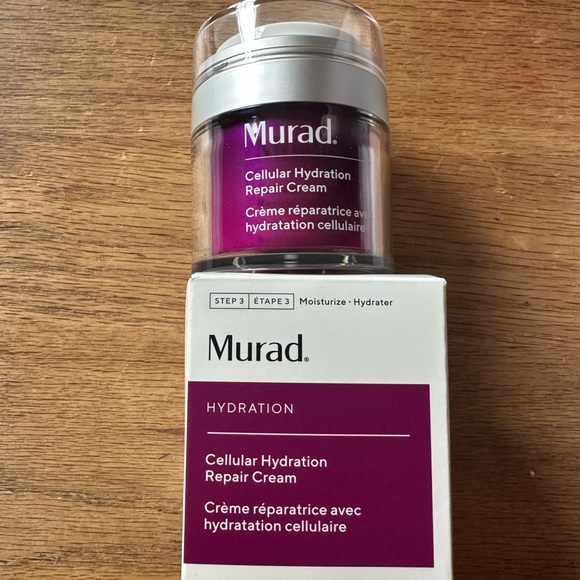 Murad.
Cellular Hydration
Repair Cream
Crème réparatrice ave
hydratation cellulaire
STEP 3 ÉTAPE 3 Moisturize · Hydrater
Murad®
HYDRATION
Cellular Hydration
Repair Cream
Crème réparatrice avec
hydratation cellulaire